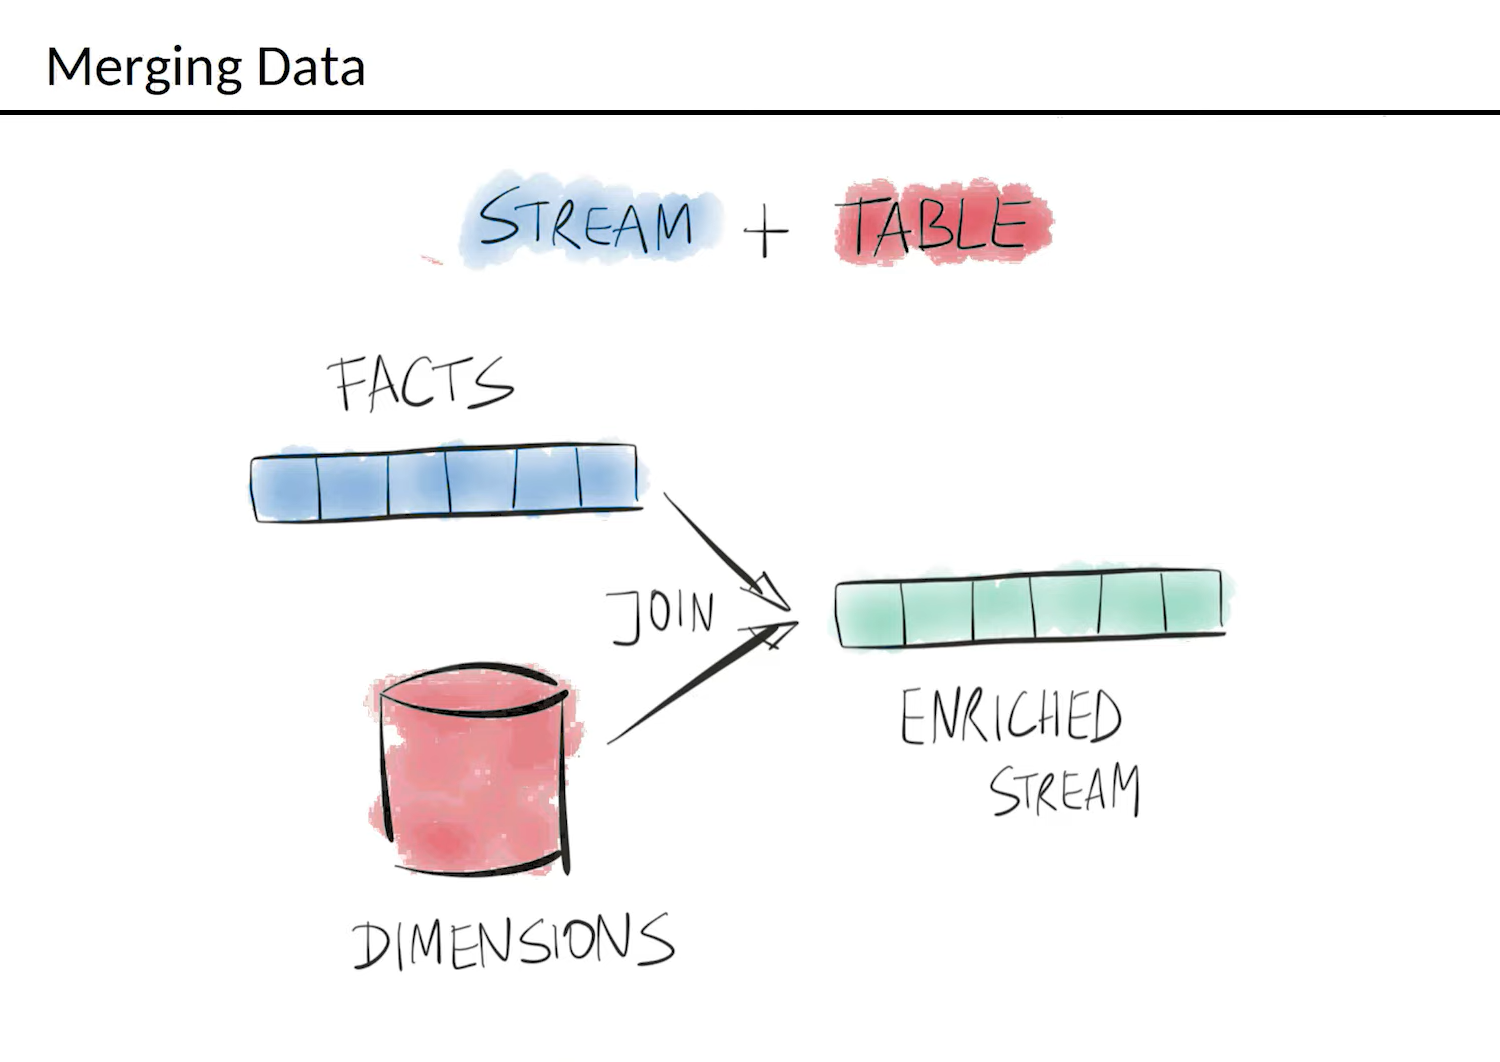 Merging Data
STREAM + TABLE
FACTS
JOIN
ENRICHED
STREAM
DIMENSIONS